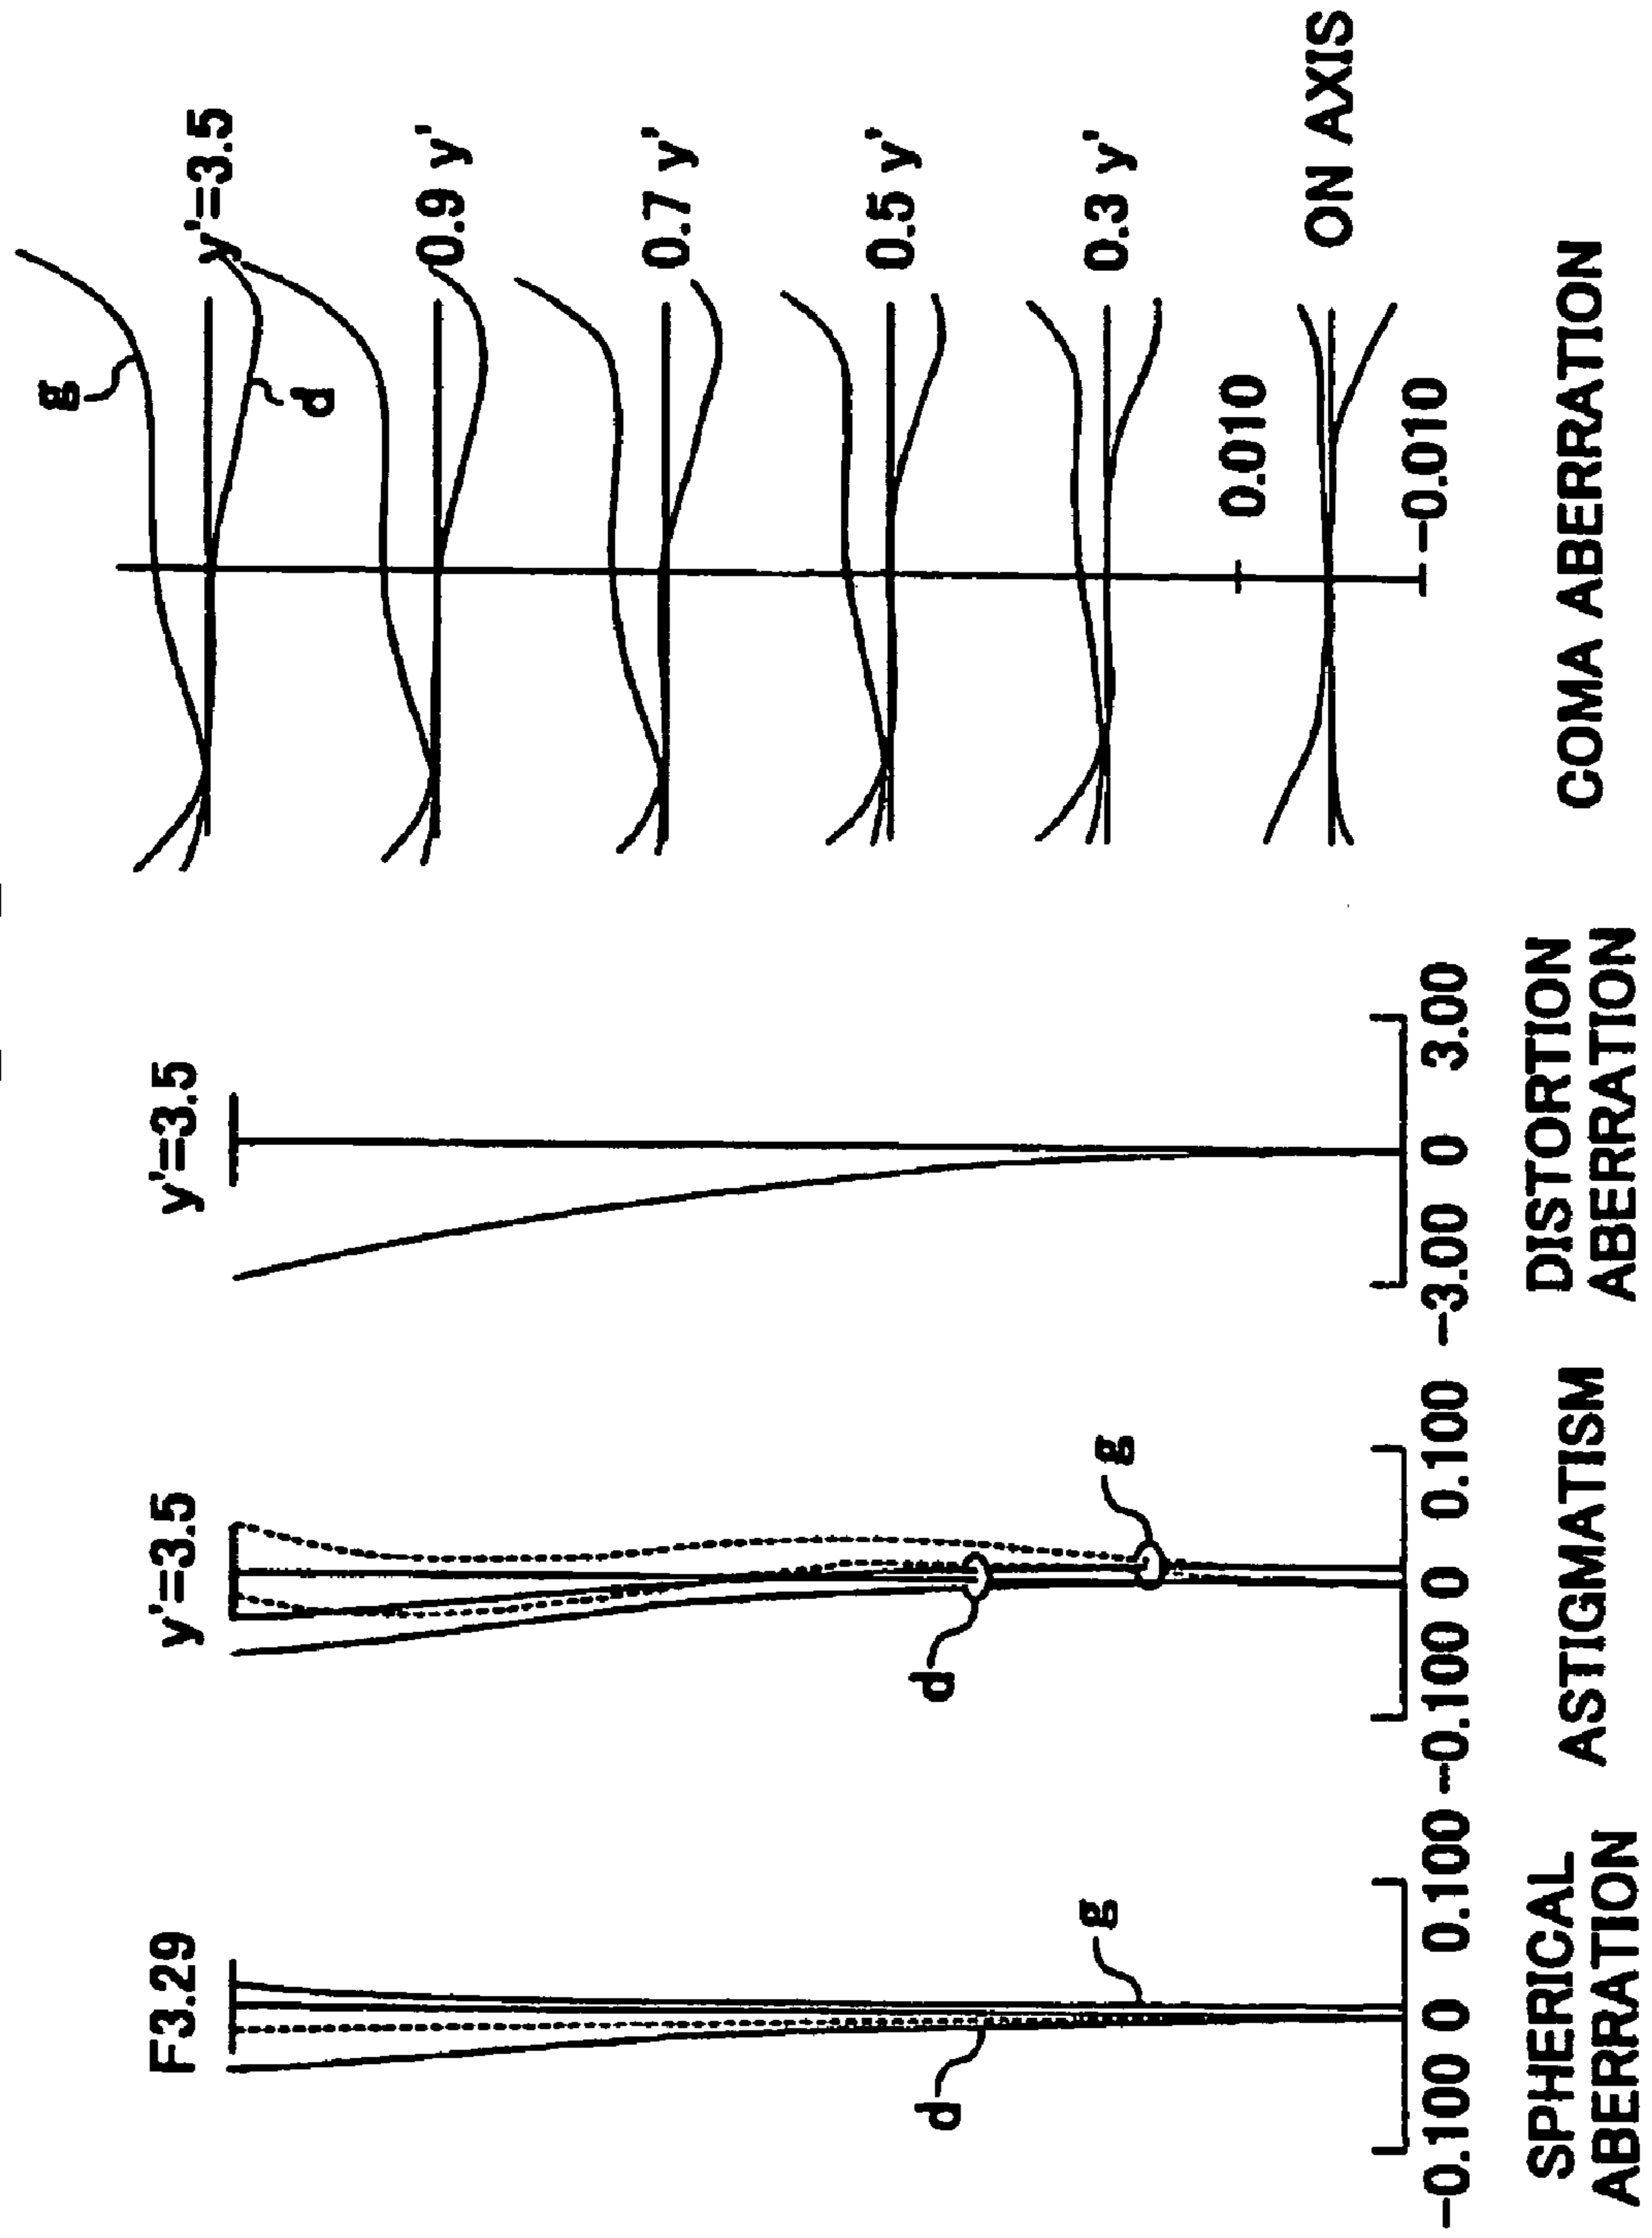 F3.29
g
d
-0.100 0 0.100
SPHERICAL
ABERRATION
y'=3.5
g
d
-0.100 0 0.100
ASTIGMATISM
y'=3.5
-3.00 0 3.00
DISTORTION
ABERRATION
g
y'=3.5
d
0.9 y'
0.7 y'
0.5 y'
0.3 y'
0.010
ON AXIS
-0.010
COMA ABERRATION